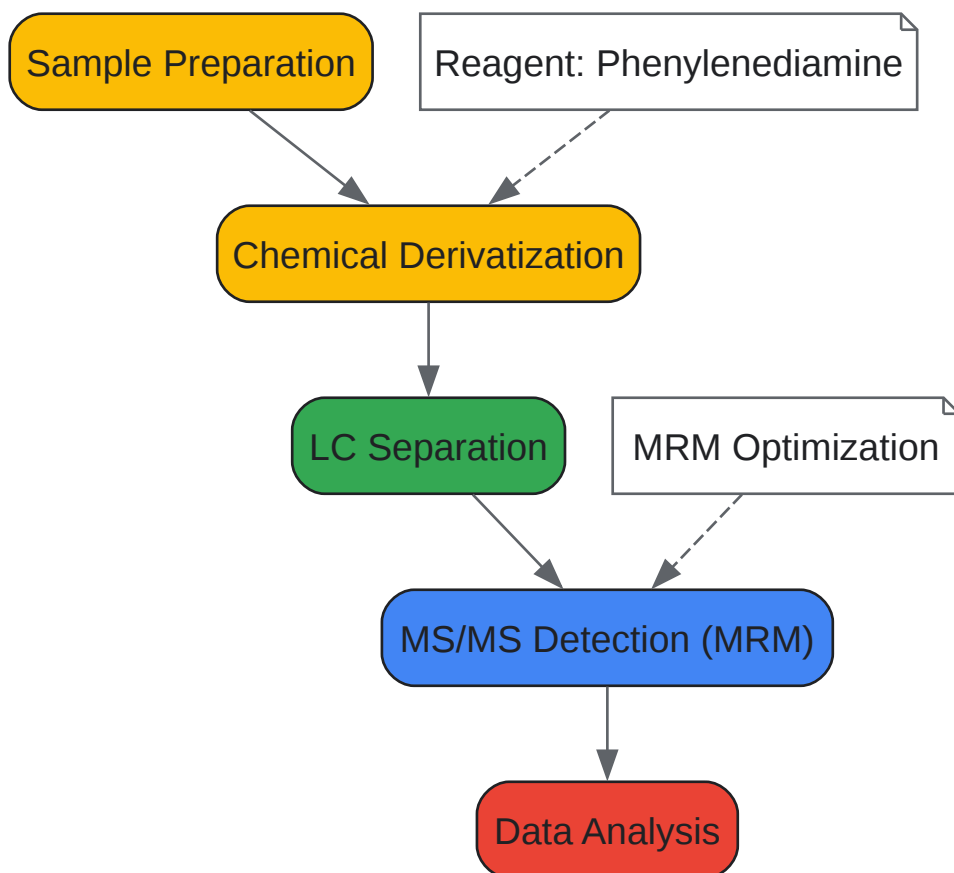 Sample Preparation
Reagent: Phenylenediamine
Chemical Derivatization
LC Separation
MRM Optimization
MS/MS Detection (MRM)
Data Analysis